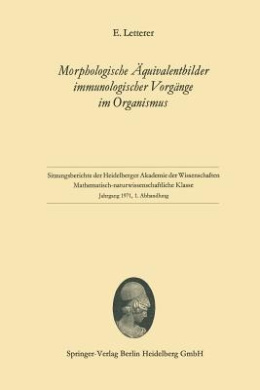 E. Letterer
Morphologische Äquivalentbilder
immunologischer Vorgänge
im Organismus
Sitzungsberichte der Heidelberger Akademie der Wissenschaften
Mathematisch-naturwissenschaftliche Klasse
Jahrgang 1971, 1. Abhandlung
Springer-Verlag Berlin Heidelberg GmbH